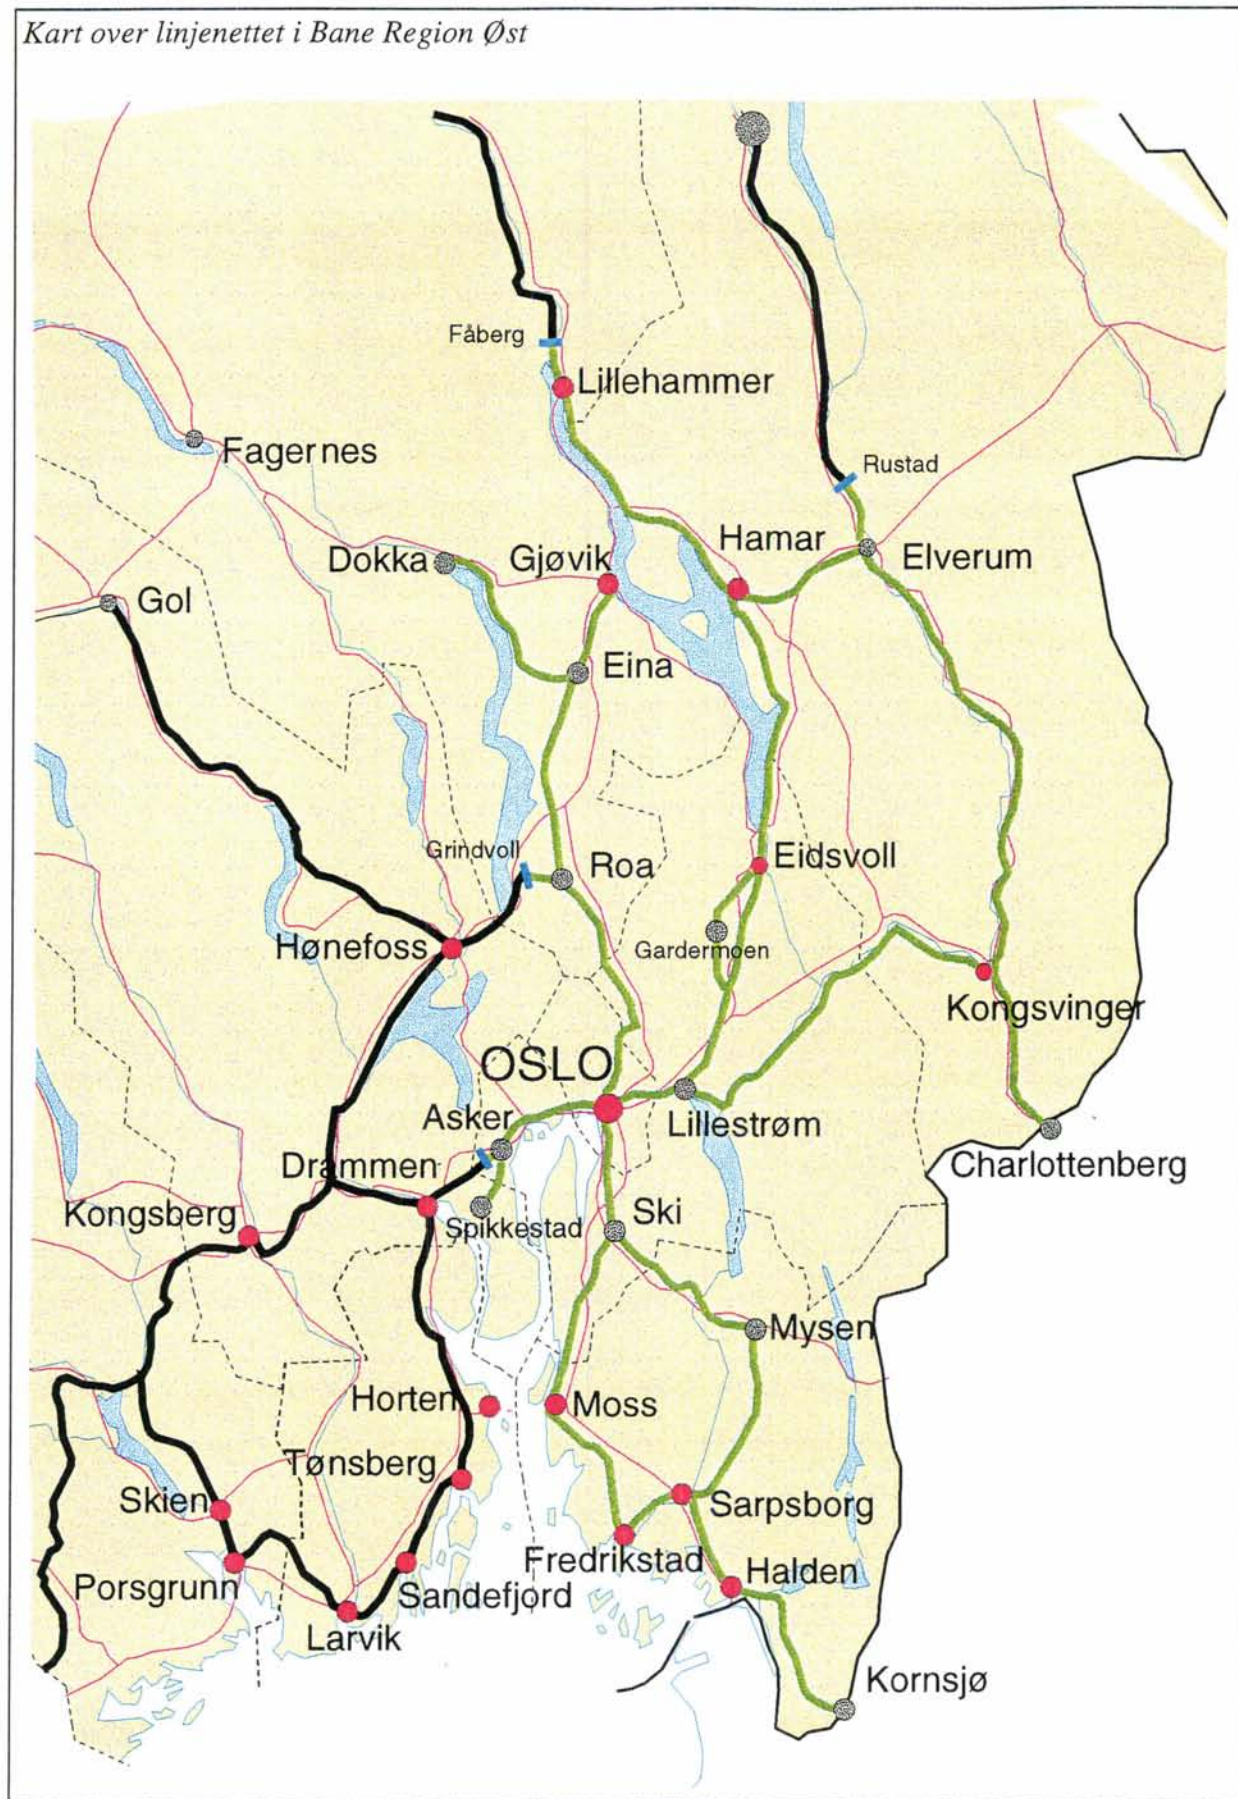 Kart over linjenettet i Bane Region Øst
Fåberg
Lillehammer
Fagernes
Rustad
Dokka
Gjøvik
Hamar
Elverum
Gol
Eina
Grindvoll
Roa
Eidsvoll
Hønefoss
Gardermoen
Kongsvinger
OSLO
Asker
Lillestrøm
Drammen
Charlottenberg
Kongsberg
Spikkestad
Ski
Mysen
Horten
Moss
Tønsberg
Skien
Sarpsborg
Fredrikstad
Halden
Porsgrunn
Sandefjord
Larvik
Kornsjø